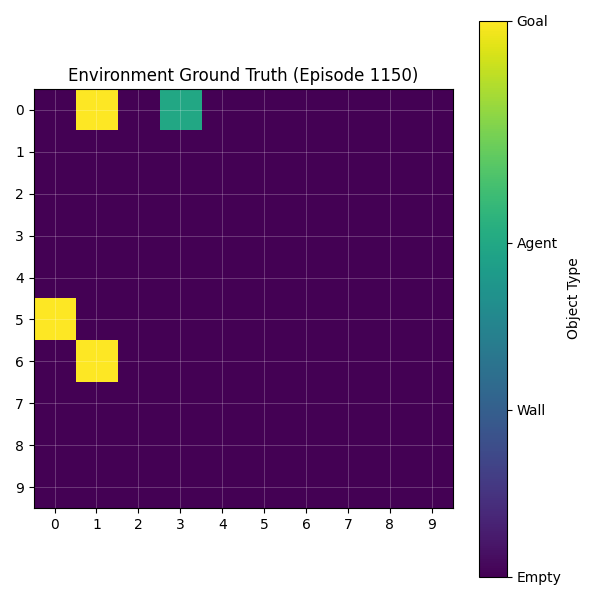 Environment Ground Truth (Episode 1150)
Goal
Agent
Wall
Empty
Object Type
0
1
2
3
4
5
6
7
8
9
0 1 2 3 4 5 6 7 8 9